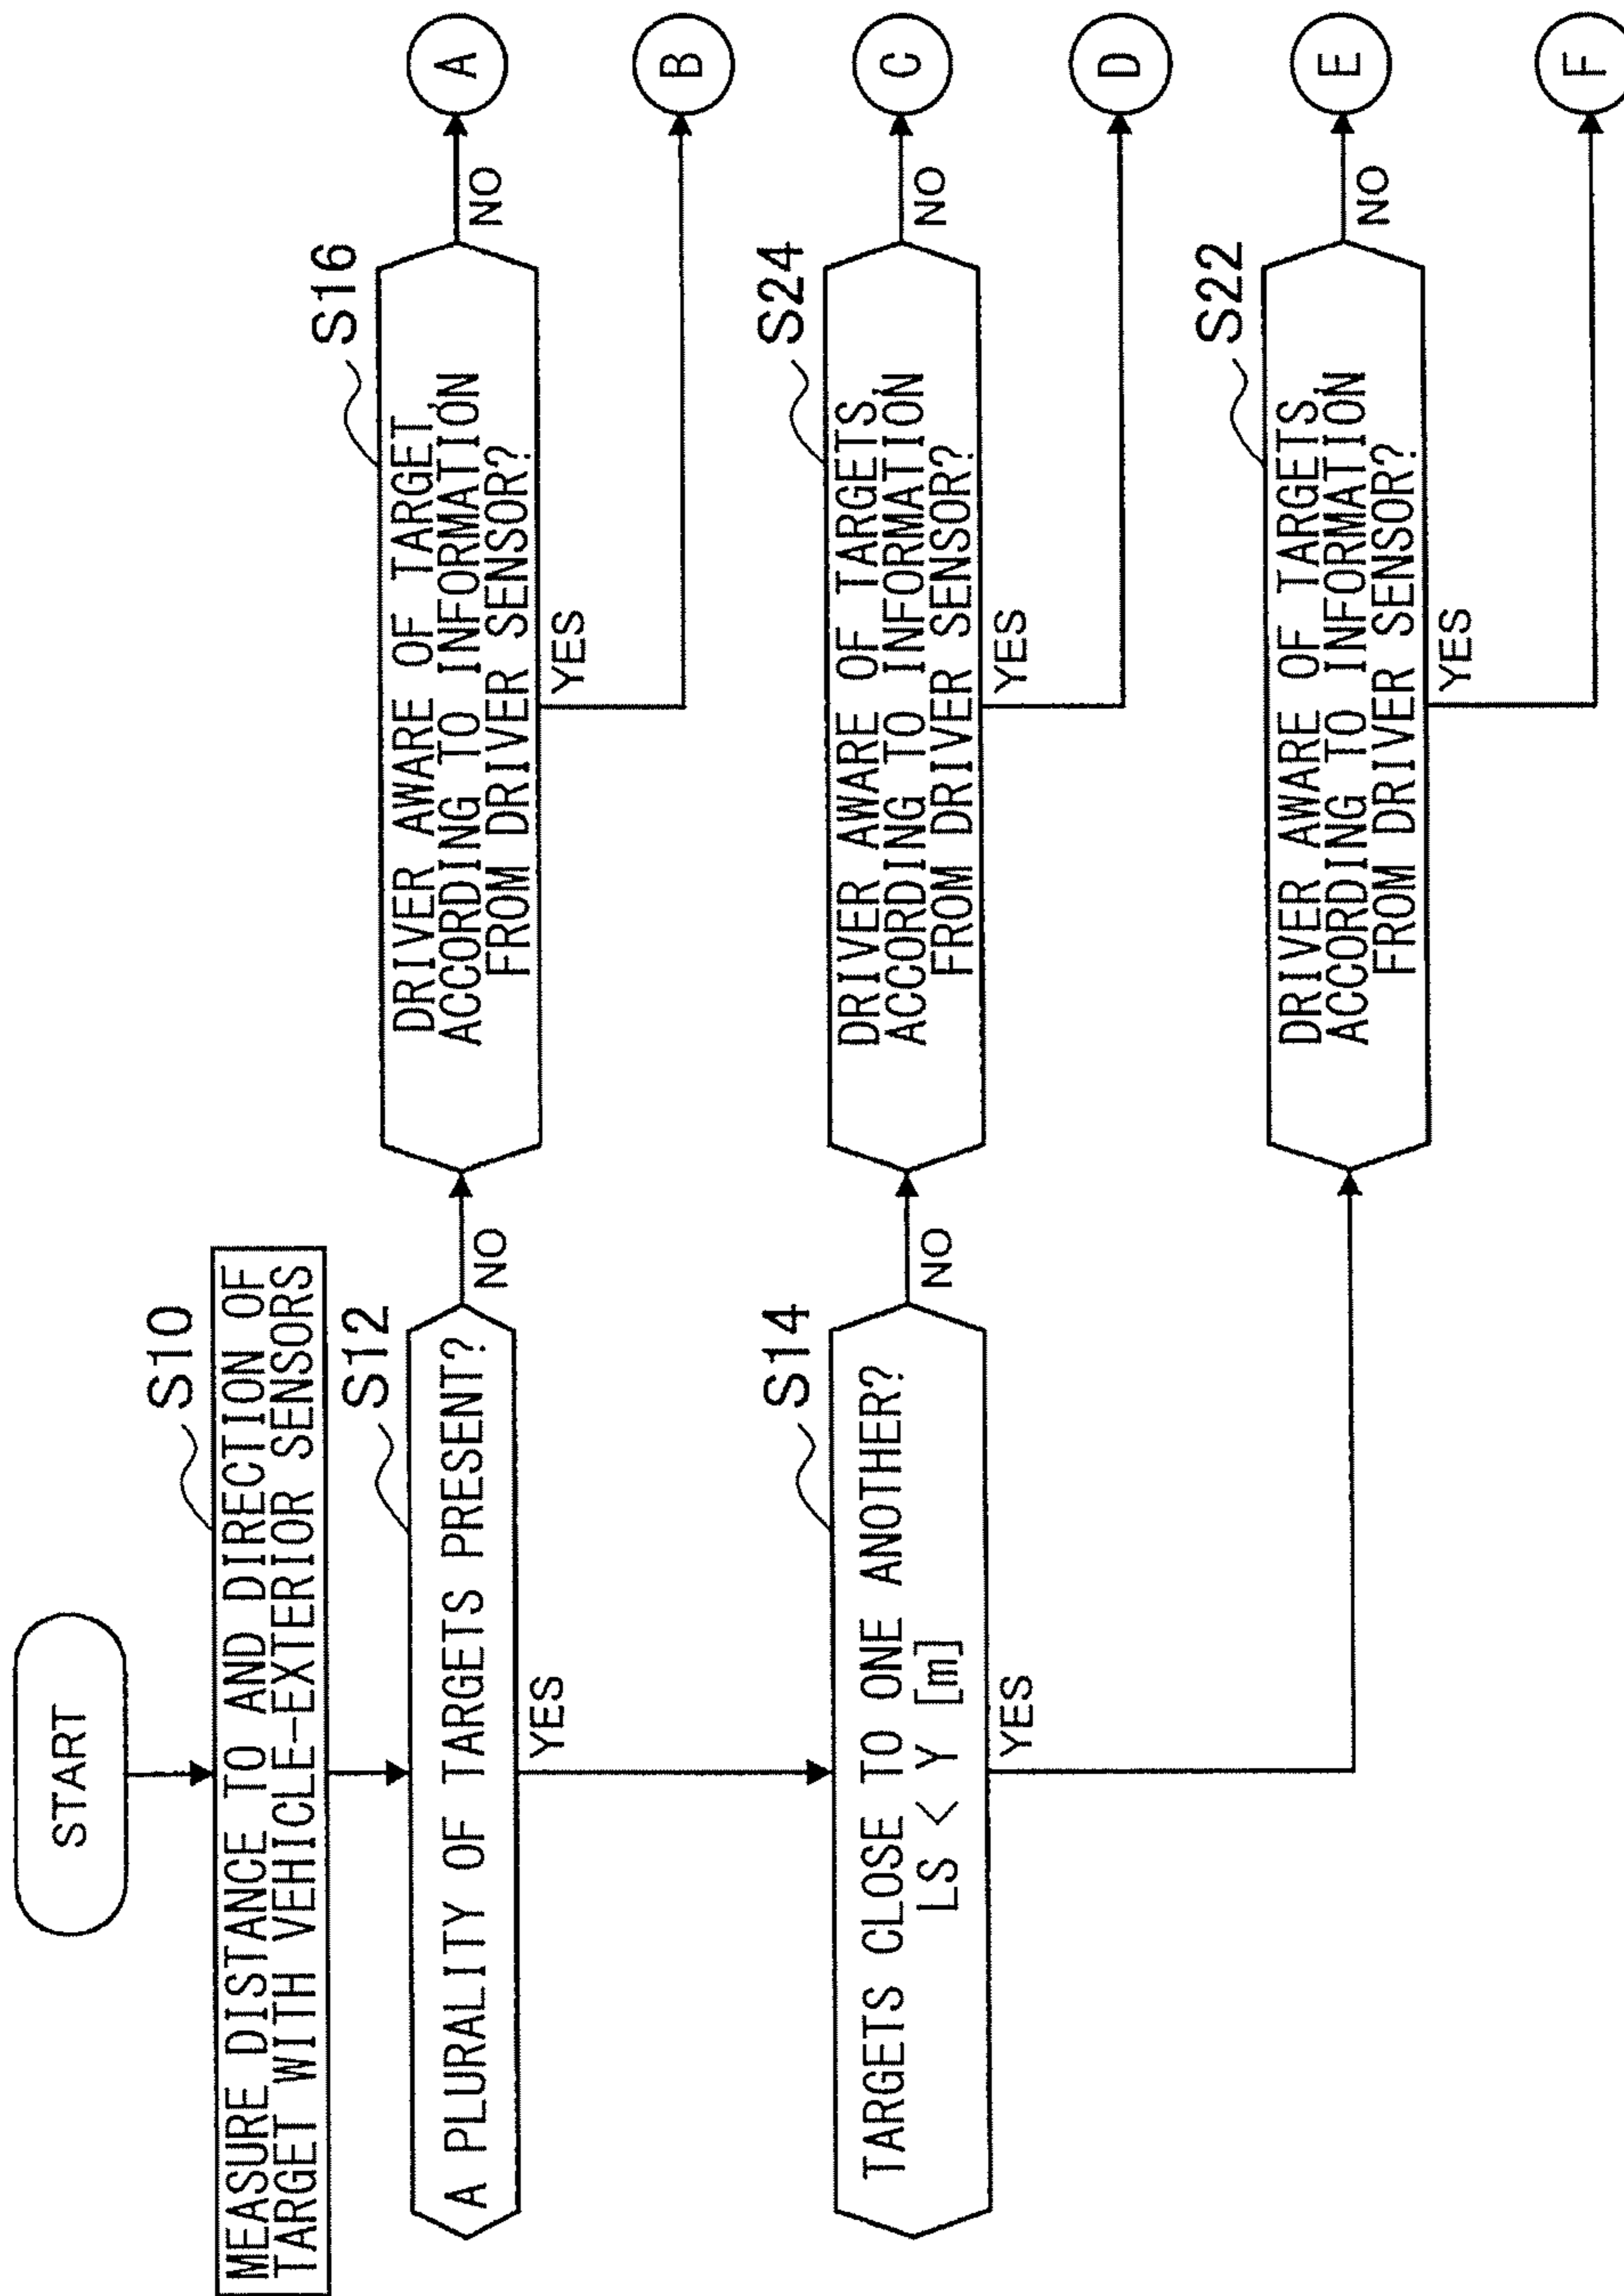 START
S10
MEASURE DISTANCE TO AND DIRECTION OF
TARGET WITH VEHICLE-EXTERIOR SENSORS
S12
A PLURALITY OF TARGETS PRESENT?
NO
YES
S16
DRIVER AWARE OF TARGET,
ACCORDING TO INFORMATION
FROM DRIVER SENSOR?
NO
A
YES
B
S14
TARGETS CLOSE TO ONE ANOTHER?
LS < Y [m]
NO
YES
S24
DRIVER AWARE OF TARGETS,
ACCORDING TO INFORMATION
FROM DRIVER SENSOR?
NO
C
YES
D
S22
DRIVER AWARE OF TARGETS,
ACCORDING TO INFORMATION
FROM DRIVER SENSOR?
NO
E
YES
F